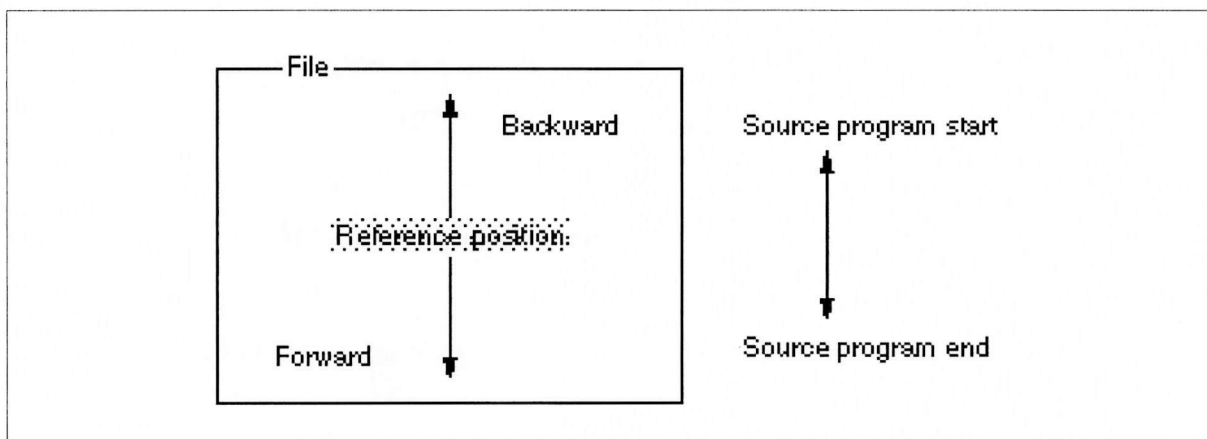 File
Backward
Source program start
Reference position
Forward
Source program end